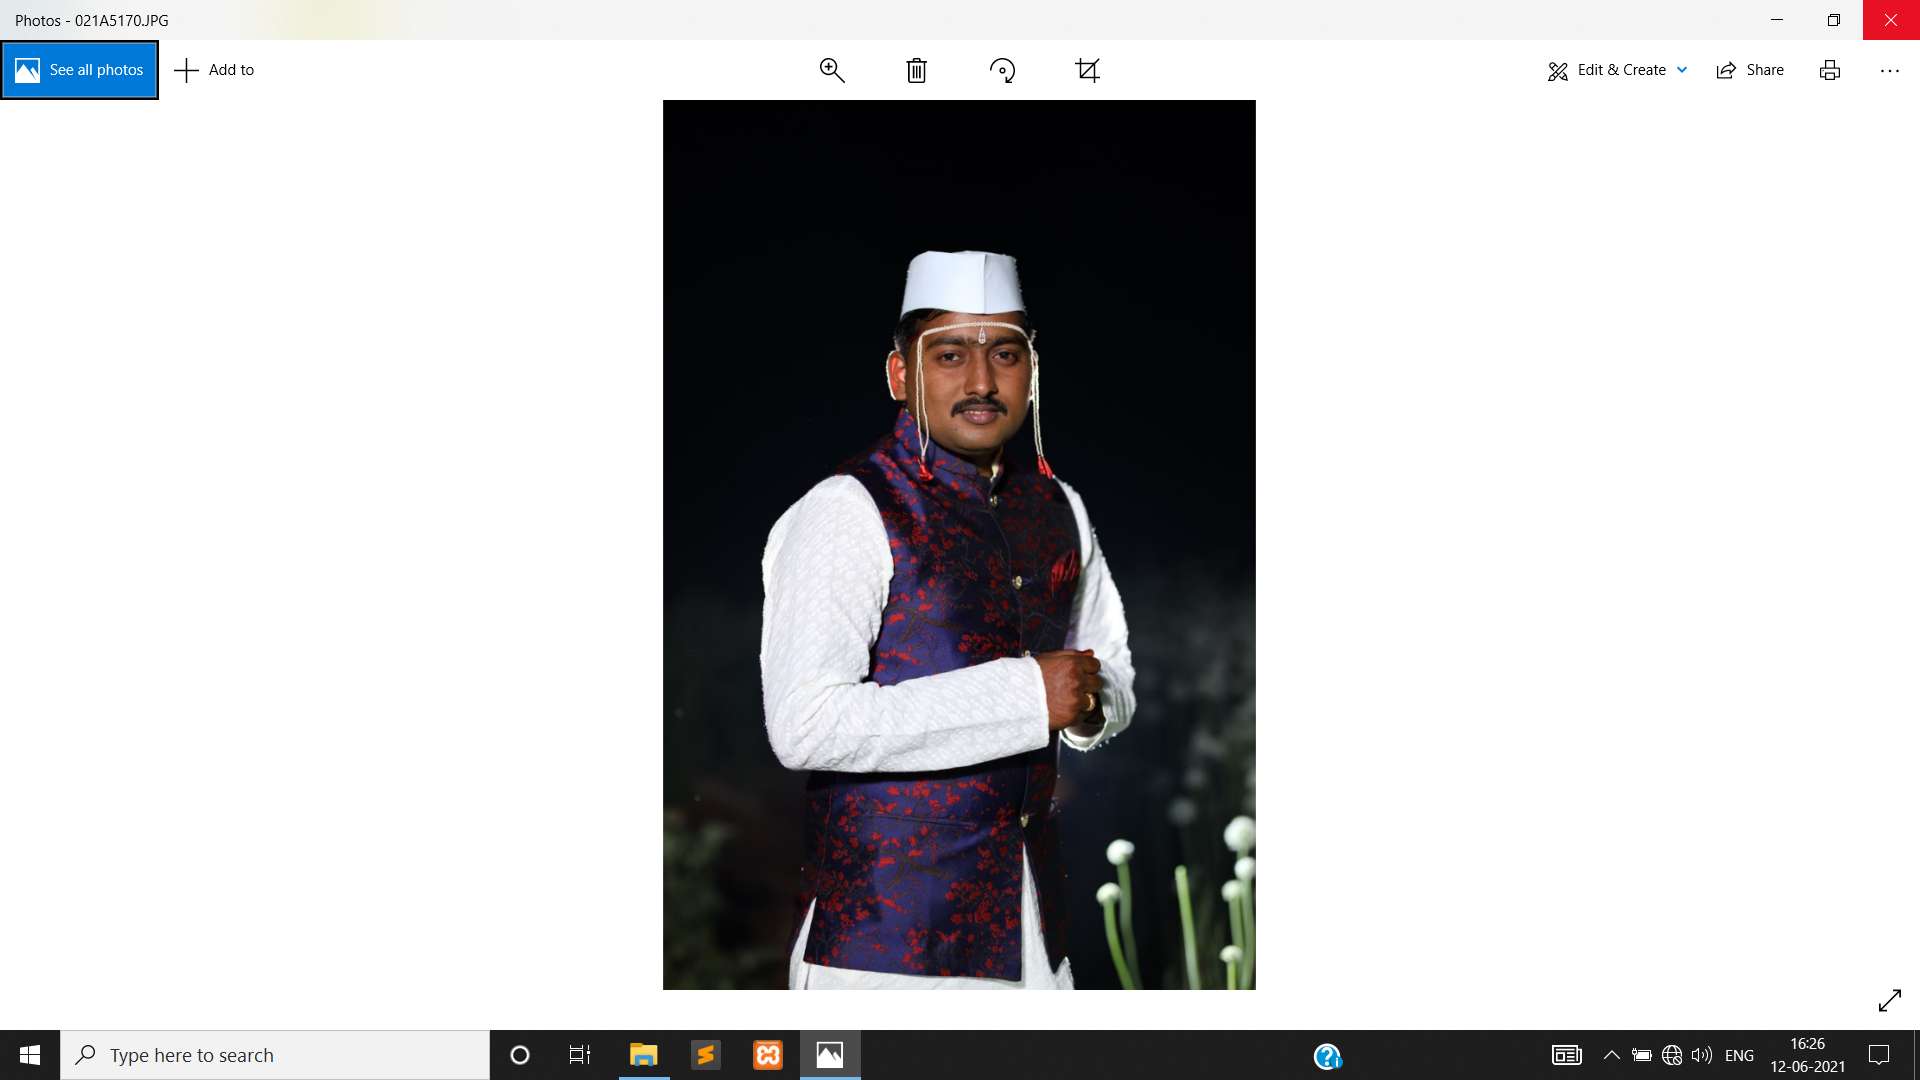 Photos - 021A5170.JPG
See all photos
Add to
Edit & Create
Share
Type here to search
ENG
16:26
12-06-2021